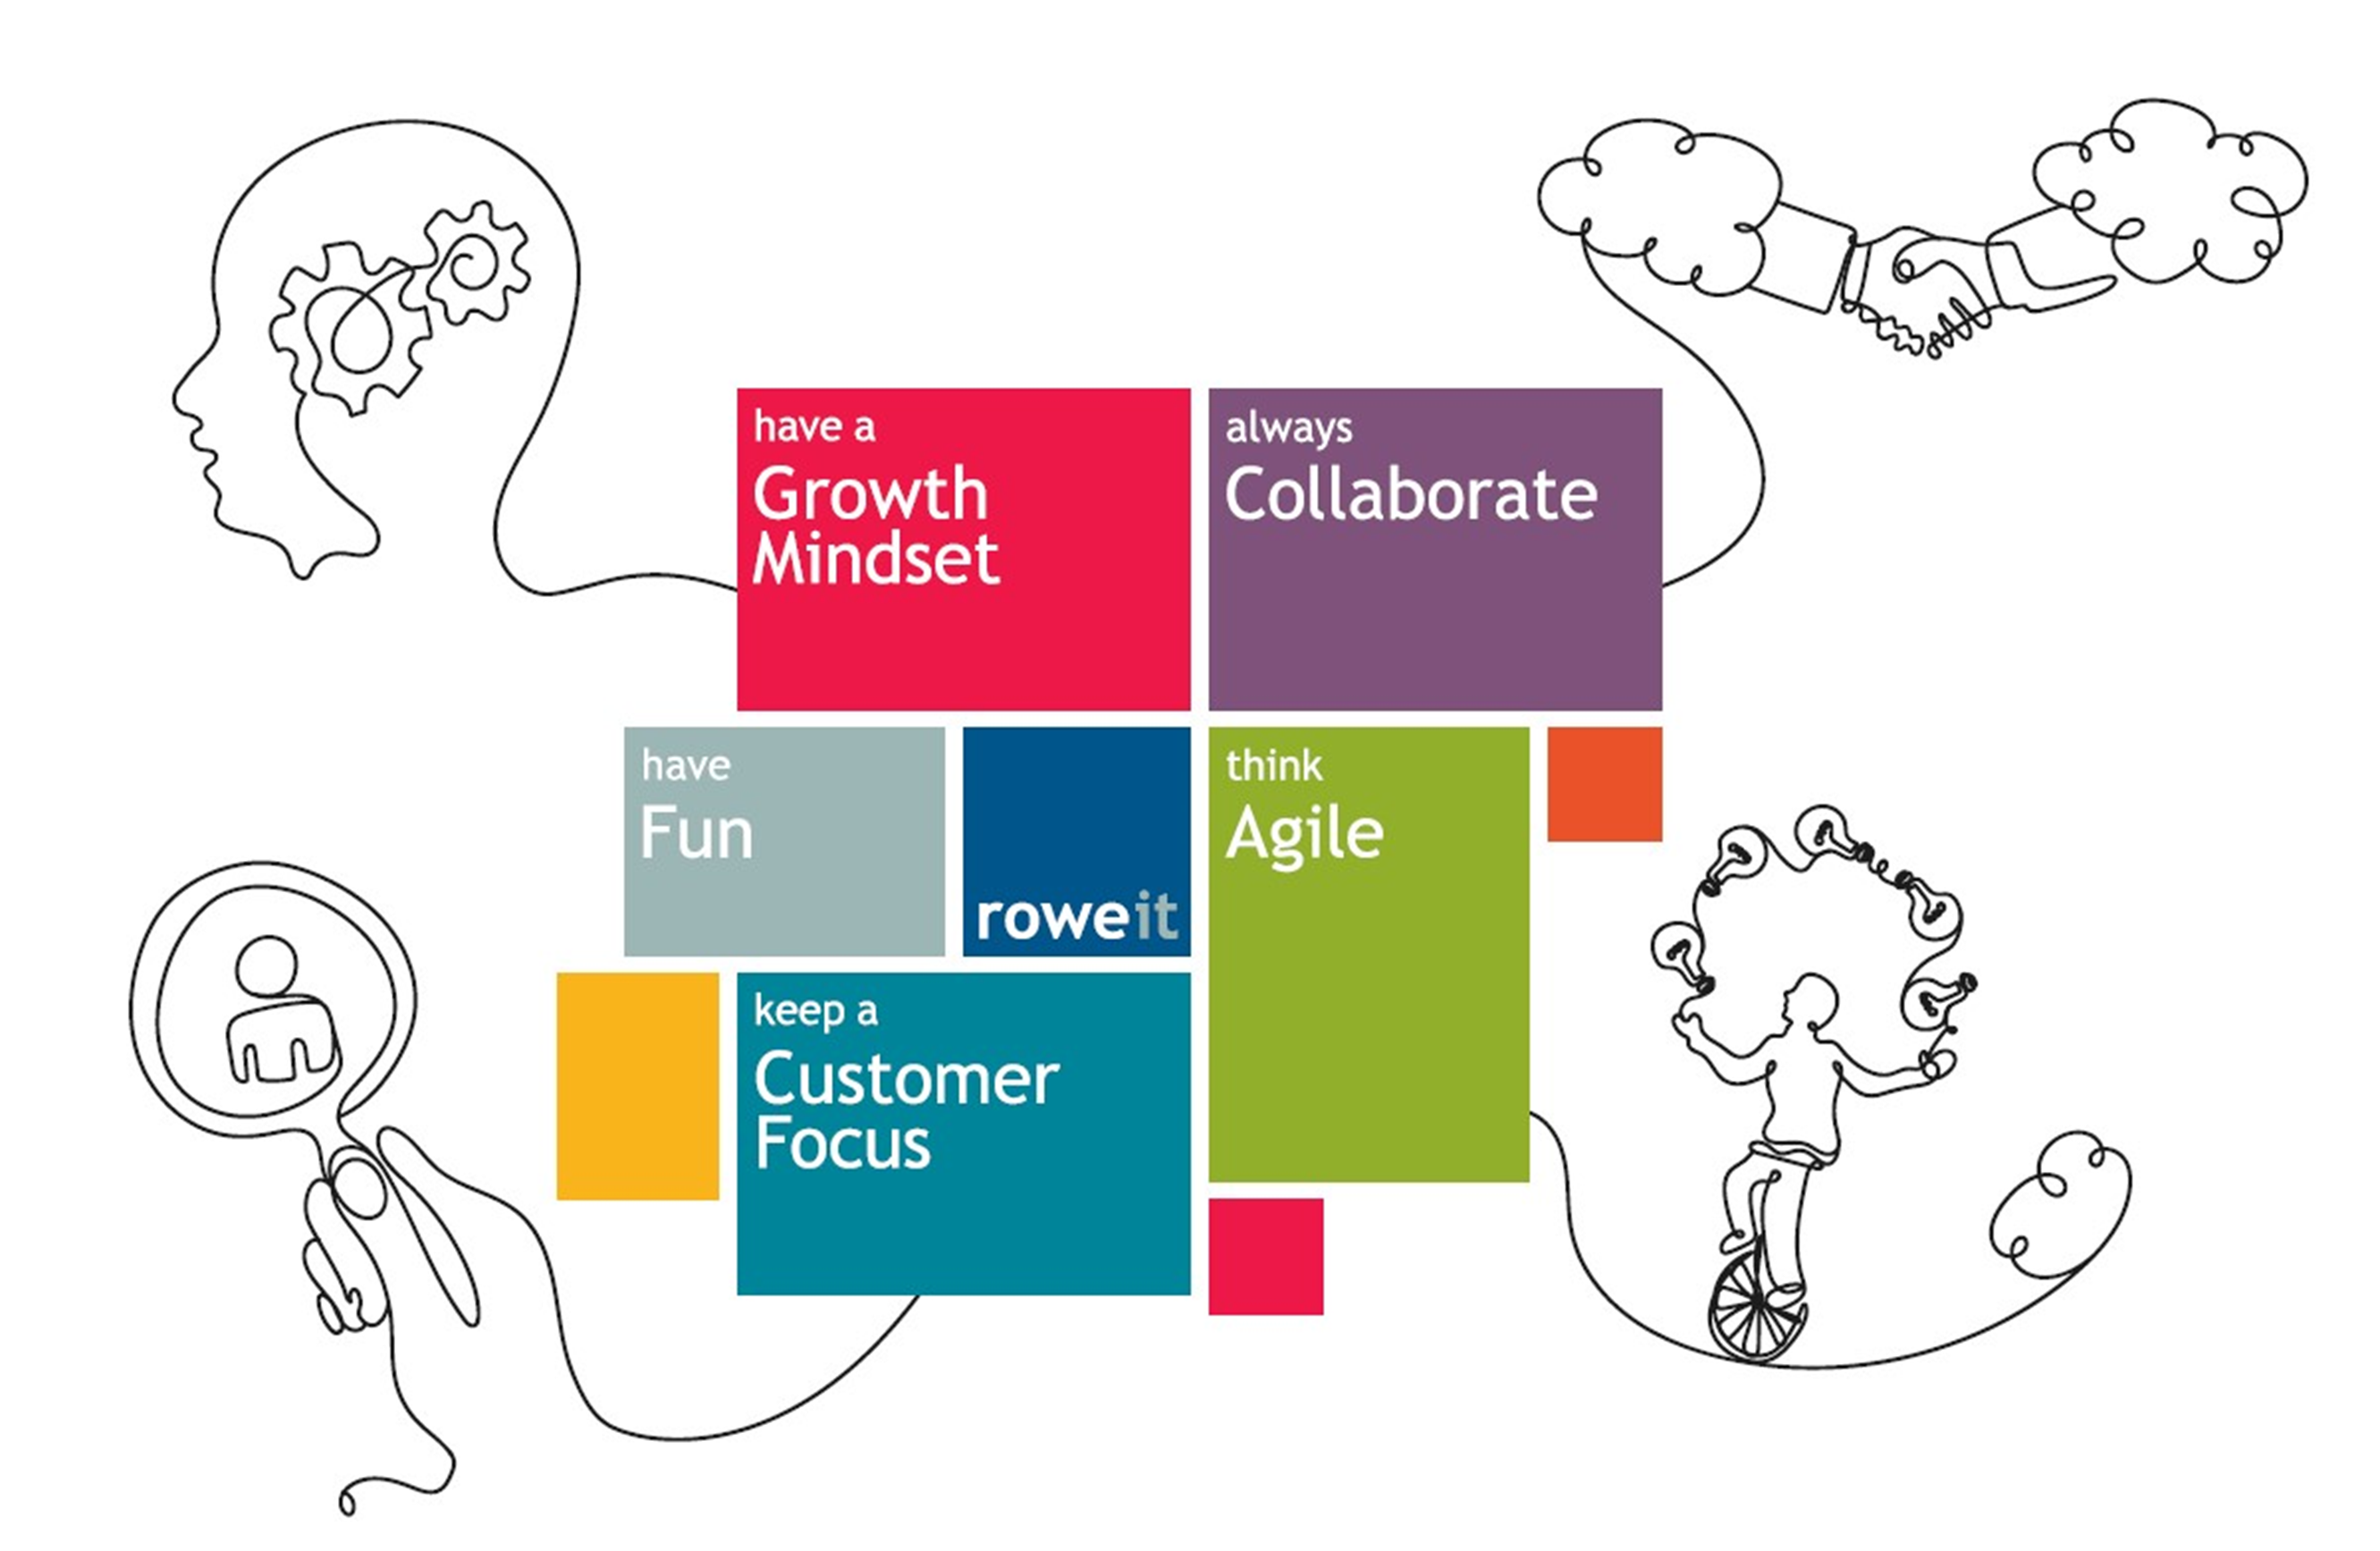 have a
Growth
Mindset
always
Collaborate
have
Fun
roweit
think
Agile
keep a
Customer
Focus